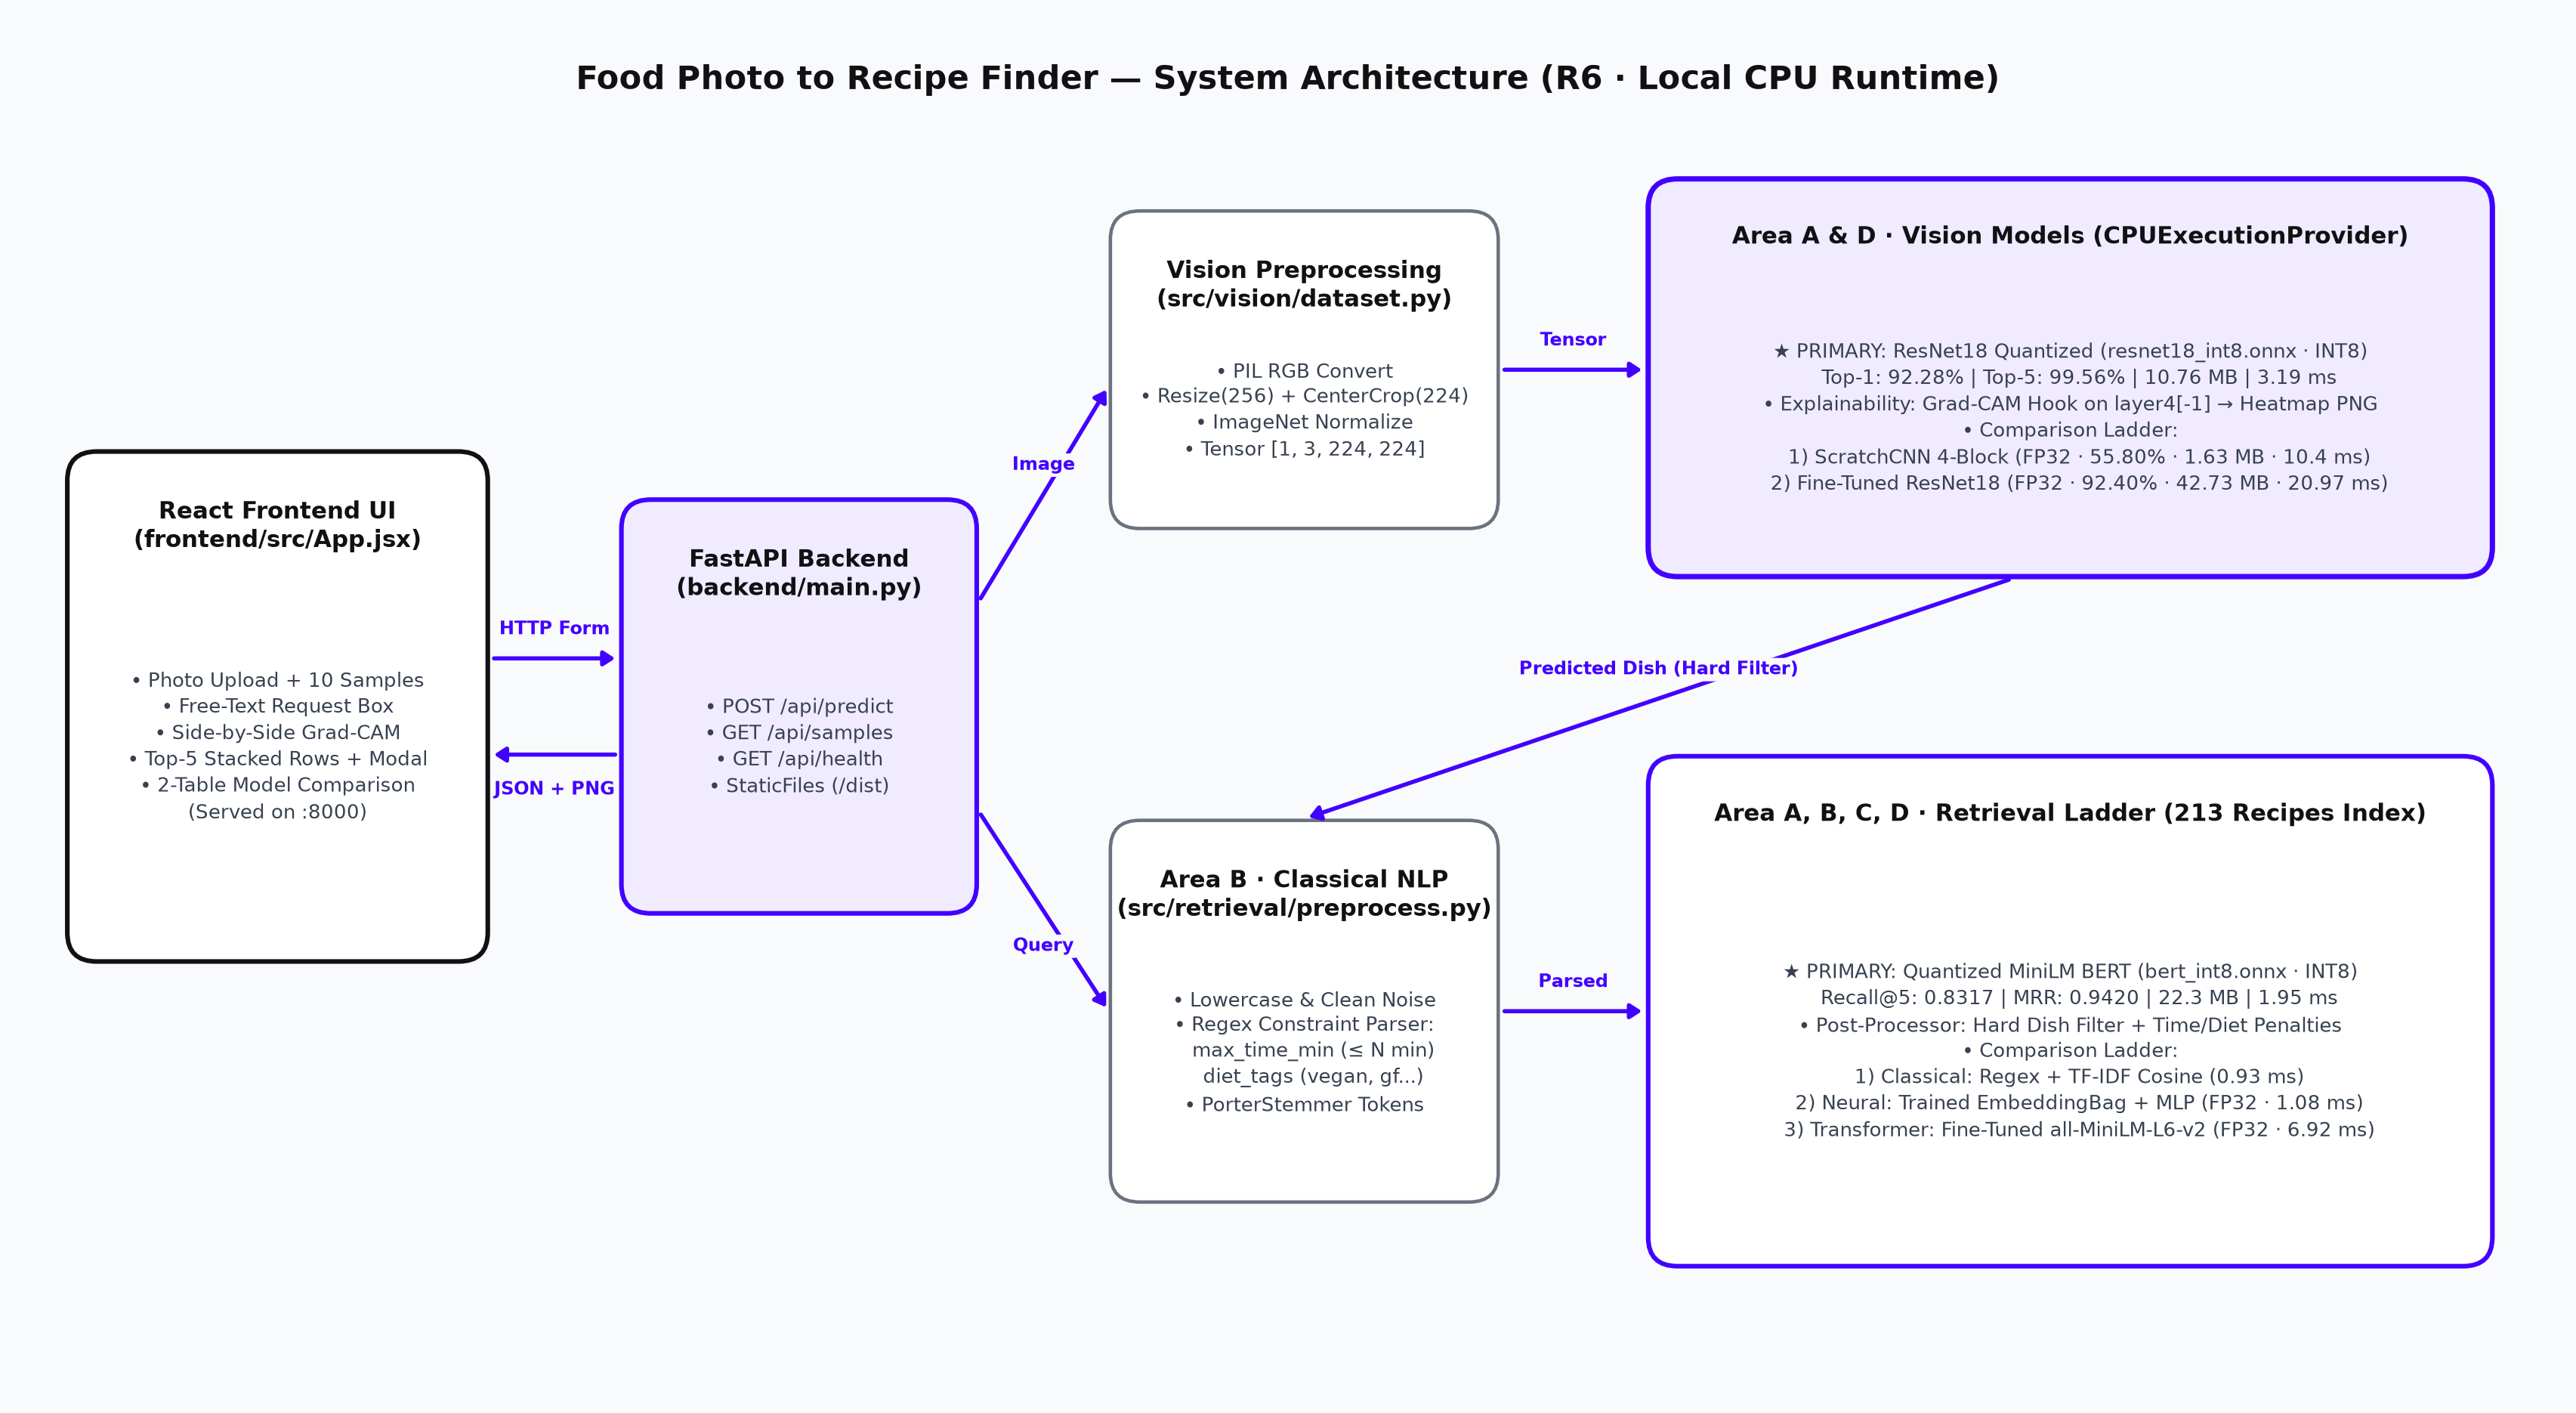 Food Photo to Recipe Finder — System Architecture (R6 · Local CPU Runtime)
React Frontend UI
(frontend/src/App.jsx)
• Photo Upload + 10 Samples
• Free-Text Request Box
• Side-by-Side Grad-CAM
• Top-5 Stacked Rows + Modal
• 2-Table Model Comparison
(Served on :8000)
HTTP Form
JSON + PNG
FastAPI Backend
(backend/main.py)
• POST /api/predict
• GET /api/samples
• GET /api/health
• StaticFiles (/dist)
Image
Query
Vision Preprocessing
(src/vision/dataset.py)
• PIL RGB Convert
• Resize(256) + CenterCrop(224)
• ImageNet Normalize
• Tensor [1, 3, 224, 224]
Tensor
Area A & D · Vision Models (CPUExecutionProvider)
★ PRIMARY: ResNet18 Quantized (resnet18_int8.onnx · INT8)
Top-1: 92.28% | Top-5: 99.56% | 10.76 MB | 3.19 ms
• Explainability: Grad-CAM Hook on layer4[-1] → Heatmap PNG
• Comparison Ladder:
1) ScratchCNN 4-Block (FP32 · 55.80% · 1.63 MB · 10.4 ms)
2) Fine-Tuned ResNet18 (FP32 · 92.40% · 42.73 MB · 20.97 ms)
Predicted Dish (Hard Filter)
Area B · Classical NLP
(src/retrieval/preprocess.py)
• Lowercase & Clean Noise
• Regex Constraint Parser:
max_time_min (≤ N min)
diet_tags (vegan, gf...)
• PorterStemmer Tokens
Parsed
Area A, B, C, D · Retrieval Ladder (213 Recipes Index)
★ PRIMARY: Quantized MiniLM BERT (bert_int8.onnx · INT8)
Recall@5: 0.8317 | MRR: 0.9420 | 22.3 MB | 1.95 ms
• Post-Processor: Hard Dish Filter + Time/Diet Penalties
• Comparison Ladder:
1) Classical: Regex + TF-IDF Cosine (0.93 ms)
2) Neural: Trained EmbeddingBag + MLP (FP32 · 1.08 ms)
3) Transformer: Fine-Tuned all-MiniLM-L6-v2 (FP32 · 6.92 ms)